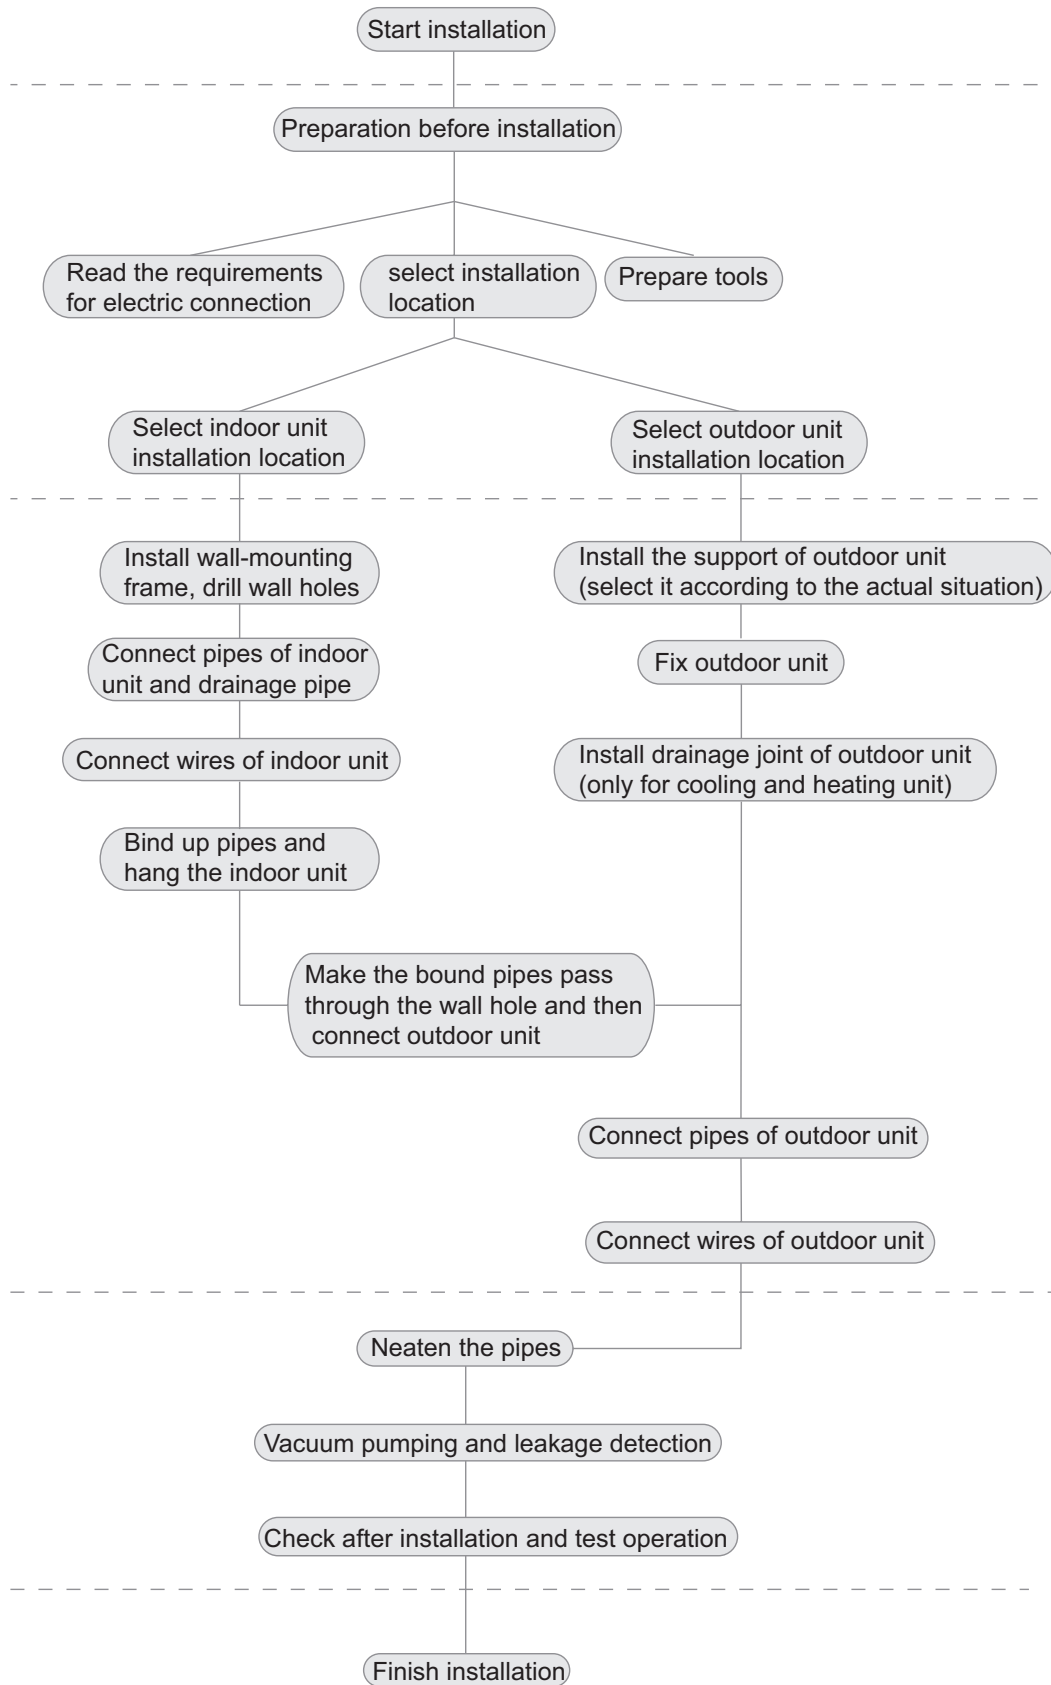 Start installation
Preparation before installation
Read the requirements
for electric connection
select installation
location
Prepare tools
Select indoor unit
installation location
Select outdoor unit
installation location
Install wall-mounting
frame, drill wall holes
Install the support of outdoor unit
(select it according to the actual situation)
Connect pipes of indoor
unit and drainage pipe
Fix outdoor unit
Connect wires of indoor unit
Install drainage joint of outdoor unit
(only for cooling and heating unit)
Bind up pipes and
hang the indoor unit
Make the bound pipes pass
through the wall hole and then
connect outdoor unit
Connect pipes of outdoor unit
Connect wires of outdoor unit
Neaten the pipes
Vacuum pumping and leakage detection
Check after installation and test operation
Finish installation